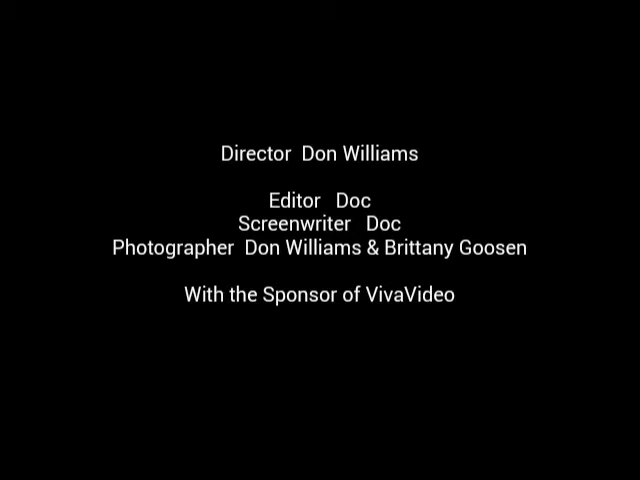 Director  Don Williams
Editor   Doc
Screenwriter   Doc
Photographer  Don Williams & Brittany Goosen
With the Sponsor of VivaVideo